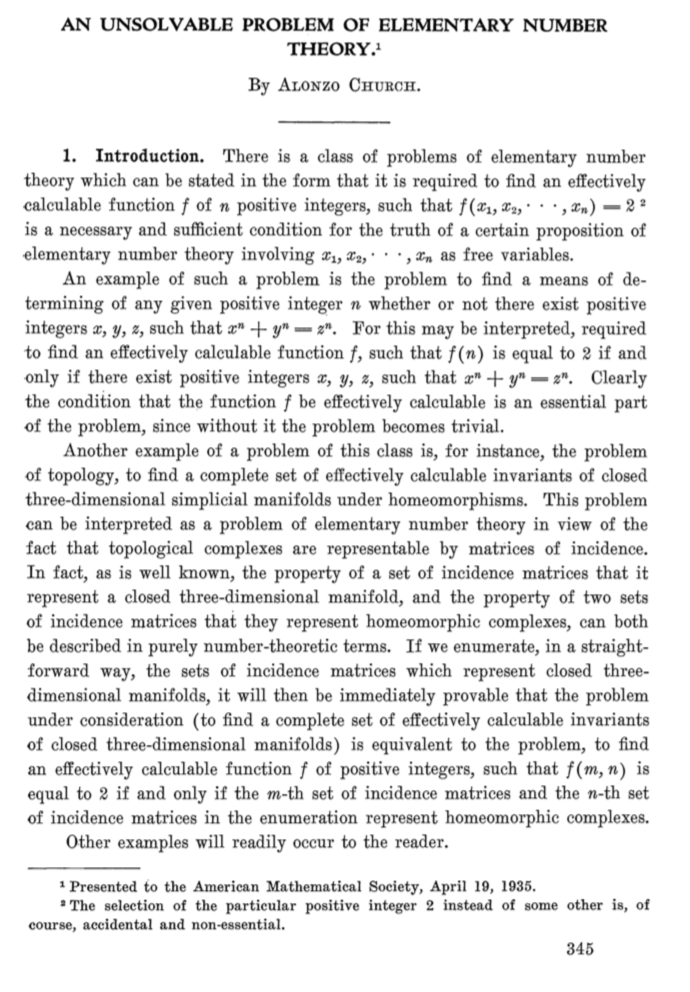 AN UNSOLVABLE PROBLEM OF ELEMENTARY NUMBER
THEORY.¹
By ALONZO CHURCH.
1. Introduction. There is a class of problems of elementary number
theory which can be stated in the form that it is required to find an effectively
calculable function f of n positive integers, such that f(x₁, x₂, · · ·, xₙ) = 2 ²
is a necessary and sufficient condition for the truth of a certain proposition of
elementary number theory involving x₁, x₂, · · ·, xₙ as free variables.
An example of such a problem is the problem to find a means of de-
termining of any given positive integer n whether or not there exist positive
integers x, y, z, such that xⁿ + yⁿ = zⁿ. For this may be interpreted, required
to find an effectively calculable function f, such that f(n) is equal to 2 if and
only if there exist positive integers x, y, z, such that xⁿ + yⁿ = zⁿ. Clearly
the condition that the function f be effectively calculable is an essential part
of the problem, since without it the problem becomes trivial.
Another example of a problem of this class is, for instance, the problem
of topology, to find a complete set of effectively calculable invariants of closed
three-dimensional simplicial manifolds under homeomorphisms. This problem
can be interpreted as a problem of elementary number theory in view of the
fact that topological complexes are representable by matrices of incidence.
In fact, as is well known, the property of a set of incidence matrices that it
represent a closed three-dimensional manifold, and the property of two sets
of incidence matrices that they represent homeomorphic complexes, can both
be described in purely number-theoretic terms. If we enumerate, in a straight-
forward way, the sets of incidence matrices which represent closed three-
dimensional manifolds, it will then be immediately provable that the problem
under consideration (to find a complete set of effectively calculable invariants
of closed three-dimensional manifolds) is equivalent to the problem, to find
an effectively calculable function f of positive integers, such that f(m, n) is
equal to 2 if and only if the m-th set of incidence matrices and the n-th set
of incidence matrices in the enumeration represent homeomorphic complexes.
Other examples will readily occur to the reader.
¹ Presented to the American Mathematical Society, April 19, 1935.
² The selection of the particular positive integer 2 instead of some other is, of
course, accidental and non-essential.
345